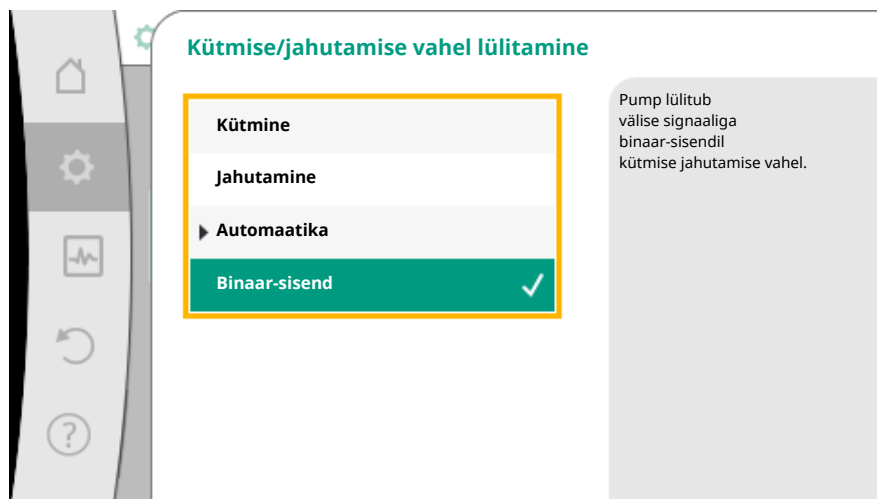 Kütmise/jahutamise vahel lülitamine
Kütmine
Jahutamine
Automaatika
Binaar-sisend
Pump lülitub
välise signaaliga
binaar-sisendil
kütmise jahutamise vahel.